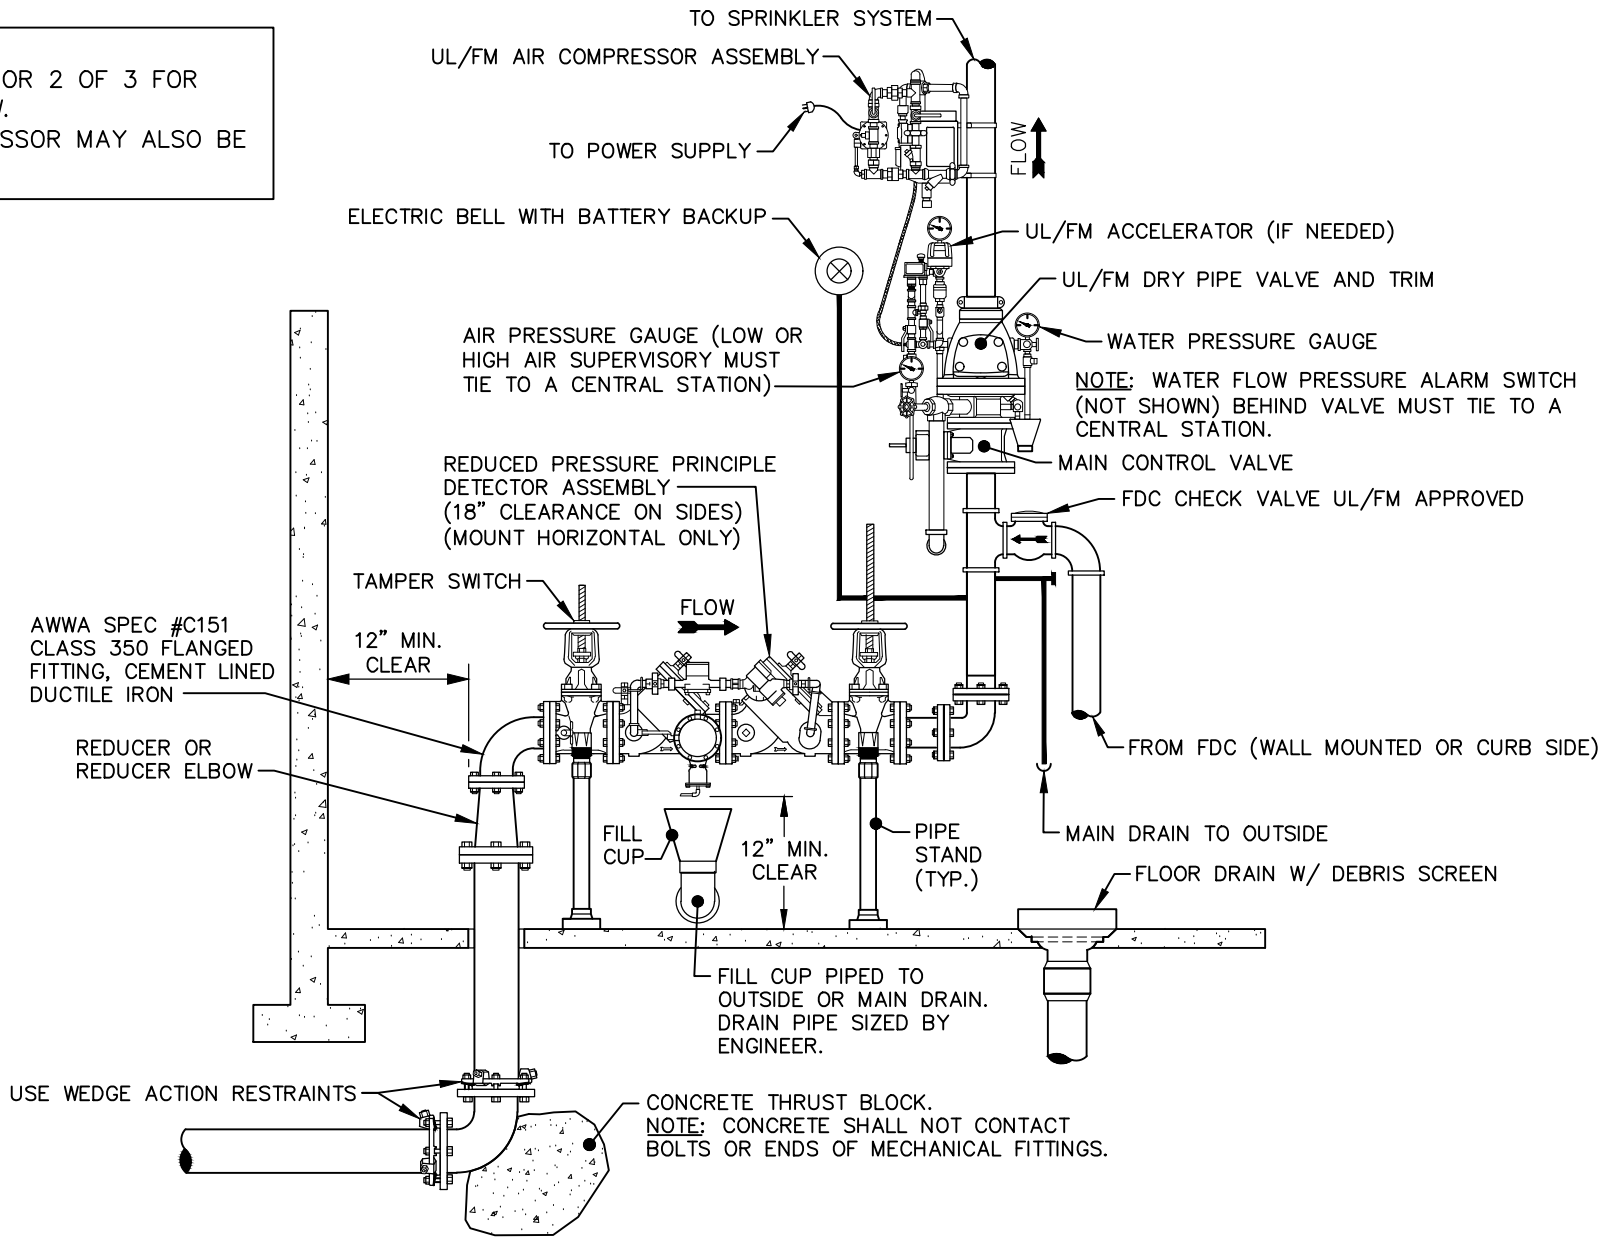 OR 2 OF 3 FOR
SSOR MAY ALSO BE
TO SPRINKLER SYSTEM
UL/FM AIR COMPRESSOR ASSEMBLY
TO POWER SUPPLY
FLOW
ELECTRIC BELL WITH BATTERY BACKUP
UL/FM ACCELERATOR (IF NEEDED)
UL/FM DRY PIPE VALVE AND TRIM
AIR PRESSURE GAUGE (LOW OR
HIGH AIR SUPERVISORY MUST
TIE TO A CENTRAL STATION)
WATER PRESSURE GAUGE
NOTE: WATER FLOW PRESSURE ALARM SWITCH
(NOT SHOWN) BEHIND VALVE MUST TIE TO A
CENTRAL STATION.
MAIN CONTROL VALVE
REDUCED PRESSURE PRINCIPLE
DETECTOR ASSEMBLY
(18” CLEARANCE ON SIDES)
(MOUNT HORIZONTAL ONLY)
FDC CHECK VALVE UL/FM APPROVED
TAMPER SWITCH
FLOW
AWWA SPEC #C151
CLASS 350 FLANGED
FITTING, CEMENT LINED
DUCTILE IRON
12” MIN.
CLEAR
REDUCER OR
REDUCER ELBOW
FROM FDC (WALL MOUNTED OR CURB SIDE)
FILL
CUP
12” MIN.
CLEAR
PIPE
STAND
(TYP.)
MAIN DRAIN TO OUTSIDE
FLOOR DRAIN W/ DEBRIS SCREEN
FILL CUP PIPED TO
OUTSIDE OR MAIN DRAIN.
DRAIN PIPE SIZED BY
ENGINEER.
USE WEDGE ACTION RESTRAINTS
CONCRETE THRUST BLOCK.
NOTE: CONCRETE SHALL NOT CONTACT
BOLTS OR ENDS OF MECHANICAL FITTINGS.